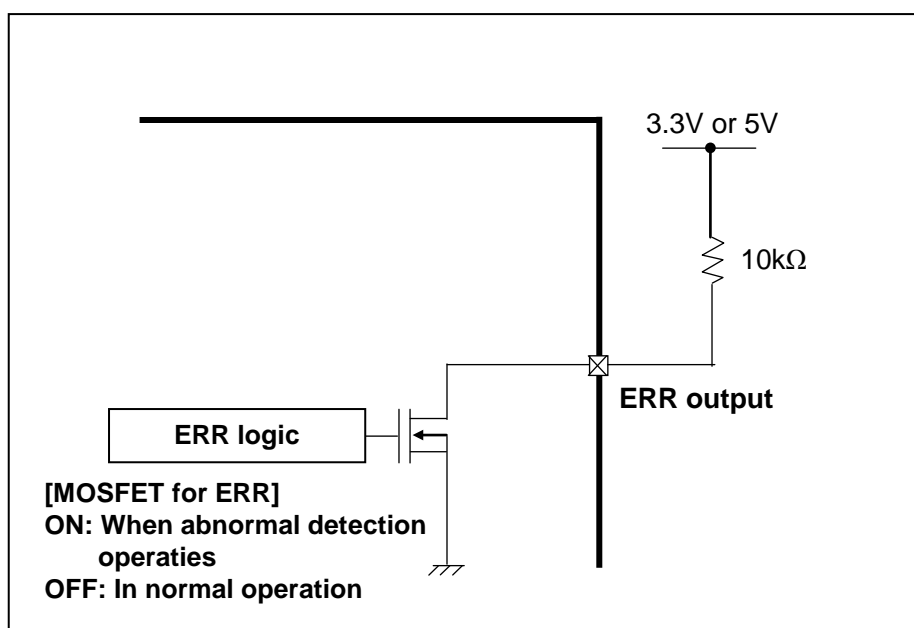 3.3V or 5V
10kΩ
ERR output
ERR logic
[MOSFET for ERR]
ON: When abnormal detection
operaties
OFF: In normal operation